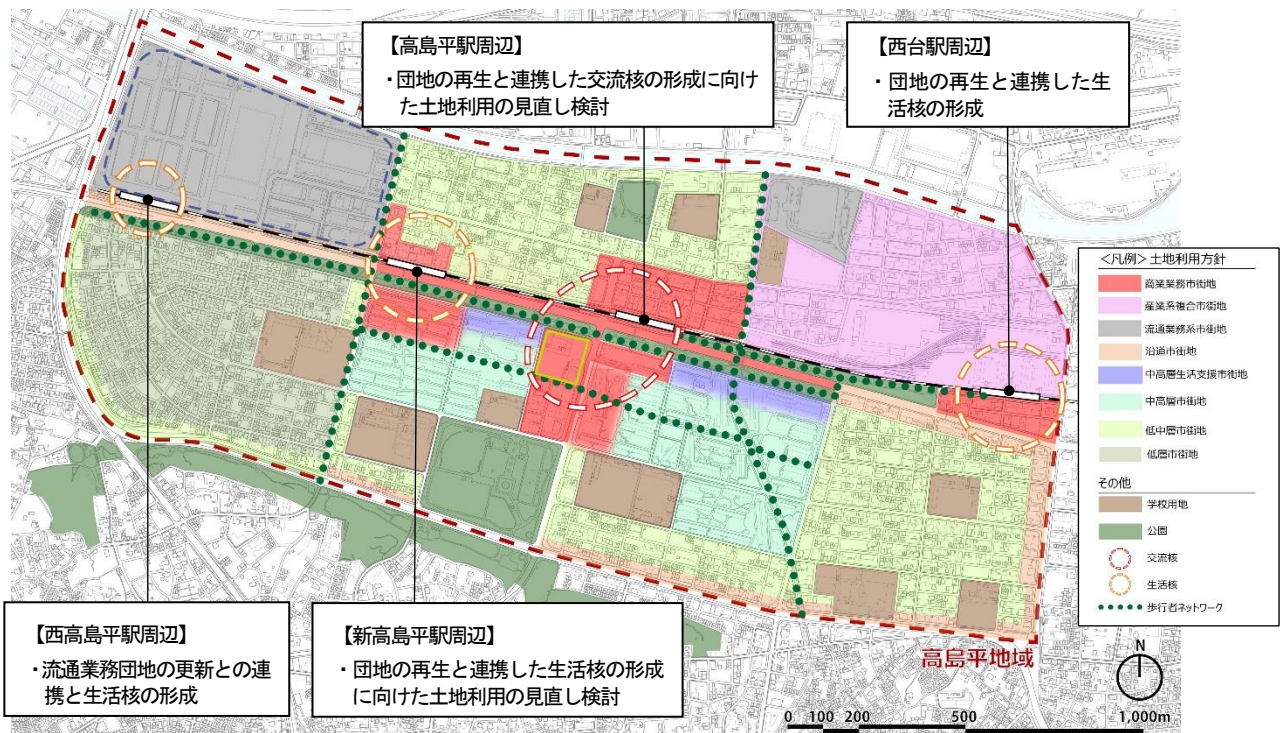 【高島平駅周辺】
・団地の再生と連携した交流核の形成に向け
た土地利用の見直し検討
【西台駅周辺】
・ 団地の再生と連携した生
活核の形成
<凡例> 土地利用方針
商業業務市街地
産業系複合市街地
流通業務系市街地
沿道市街地
中高層生活支援市街地
中高層市街地
低中層市街地
低層市街地
その他
学校用地
公園
交流核
生活核
歩行者ネットワーク
【西高島平駅周辺】
・流通業務団地の更新との連
携と生活核の形成
【新高島平駅周辺】
・ 団地の再生と連携した生活核の形成
に向けた土地利用の見直し検討
高島平地域
N
0 100 200 500 1,000m